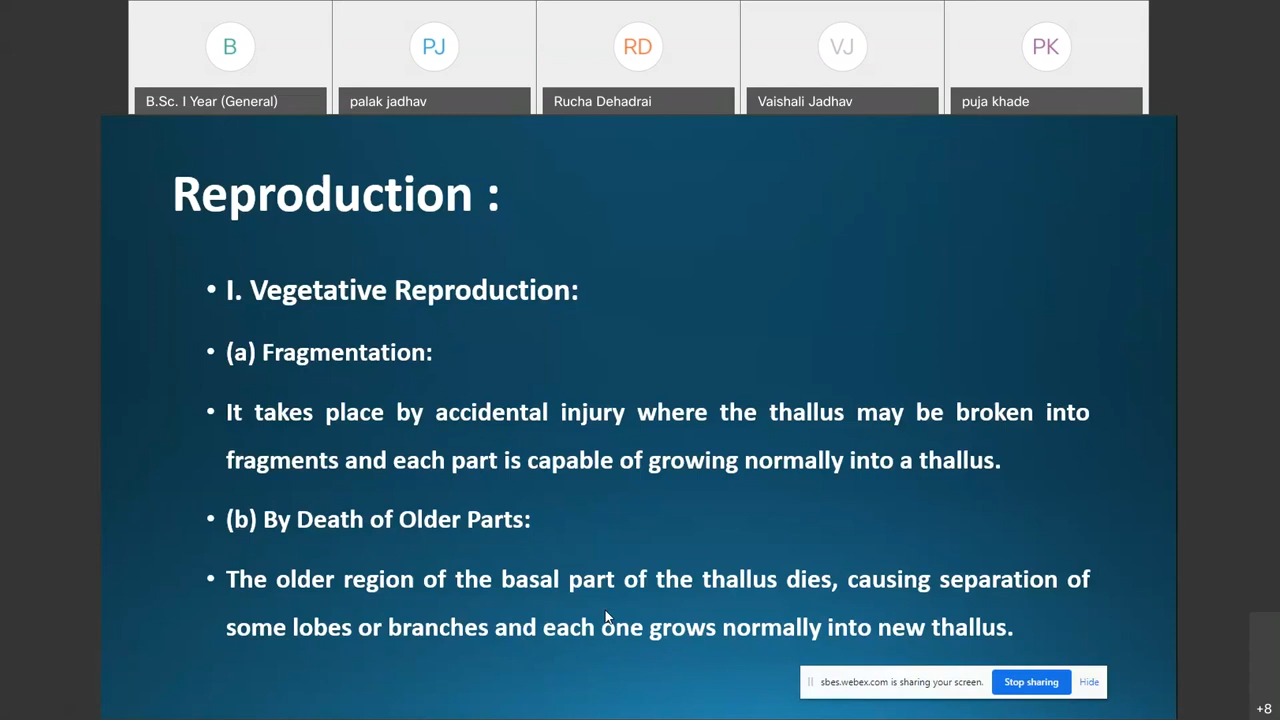 B
PJ
RD
VJ
PK
B.Sc. I Year (General)
palak jadhav
Rucha Dehadrai
Vaishali Jadhav
puja khade
Reproduction :
• I. Vegetative Reproduction:
• (a) Fragmentation:
• It takes place by accidental injury where the thallus may be broken into
fragments and each part is capable of growing normally into a thallus.
• (b) By Death of Older Parts:
• The older region of the basal part of the thallus dies, causing separation of
some lobes or branches and each one grows normally into new thallus.
sbes.webex.com is sharing your screen.
Stop sharing
Hide
+8